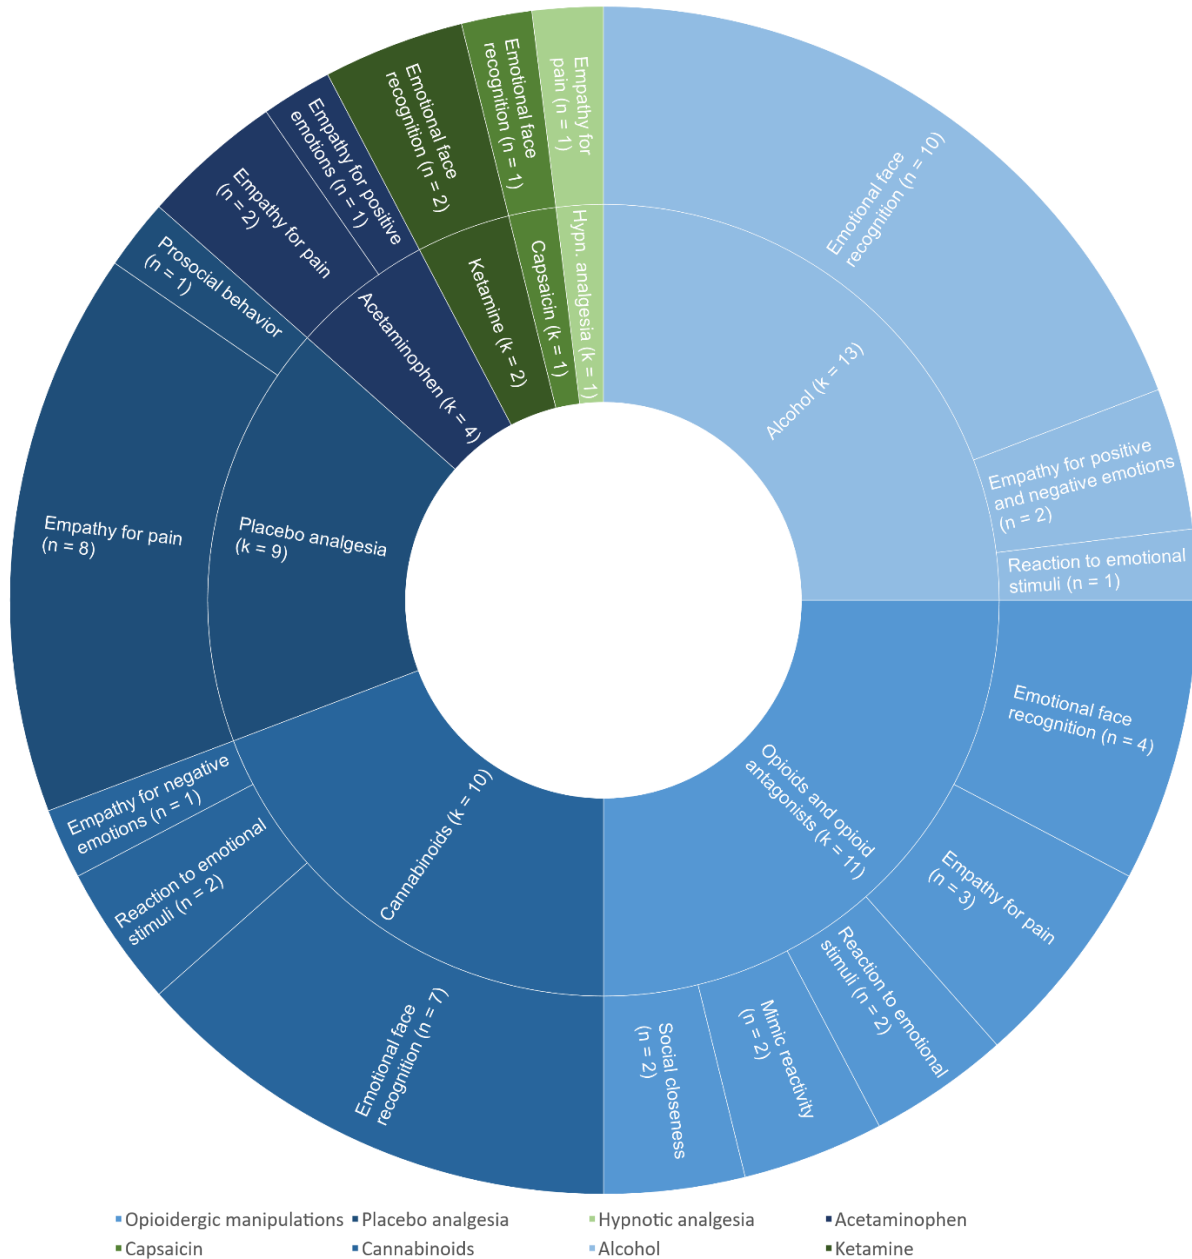 Emotional face
recognition (n = 10)
Empathy for positive
and negative emotions
(n = 2)
Reaction to emotional
stimuli (n = 1)
Alcohol (k = 13)
Emotional face
recognition (n = 4)
Empathy for pain
(n = 3)
Reaction to emotional
stimuli (n = 2)
Mimic reactivity
(n = 2)
Social closeness
(n = 2)
Opioids and opioid
antagonists (k = 11)
Emotional face
recognition (n = 7)
Reaction to emotional
stimuli (n = 2)
Empathy for negative
emotions (n = 1)
Cannabinoids (k = 10)
Empathy for pain
(n = 8)
Prosocial behavior
(n = 1)
Placebo analgesia
(k = 9)
Empathy for pain
(n = 2)
Empathy for positive
emotions (n = 1)
Acetaminophen (k = 4)
Emotional face
recognition (n = 2)
Ketamine (k = 2)
Emotional face
recognition (n = 1)
Capsaicin (k = 1)
Empathy for
pain (n = 1)
Hypn. analgesia (k = 1)
Opioidergic manipulations
Placebo analgesia
Hypnotic analgesia
Acetaminophen
Capsaicin
Cannabinoids
Alcohol
Ketamine